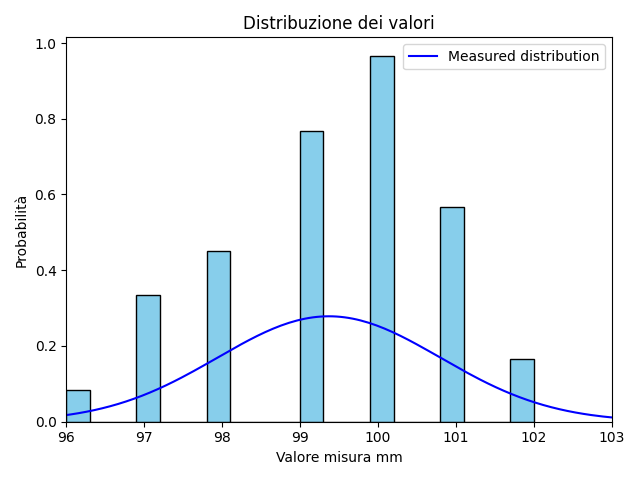 Distribuzione dei valori
Measured distribution
1.0
0.8
0.6
0.4
0.2
0.0
Probabilità
96 97 98 99 100 101 102 103
Valore misura mm